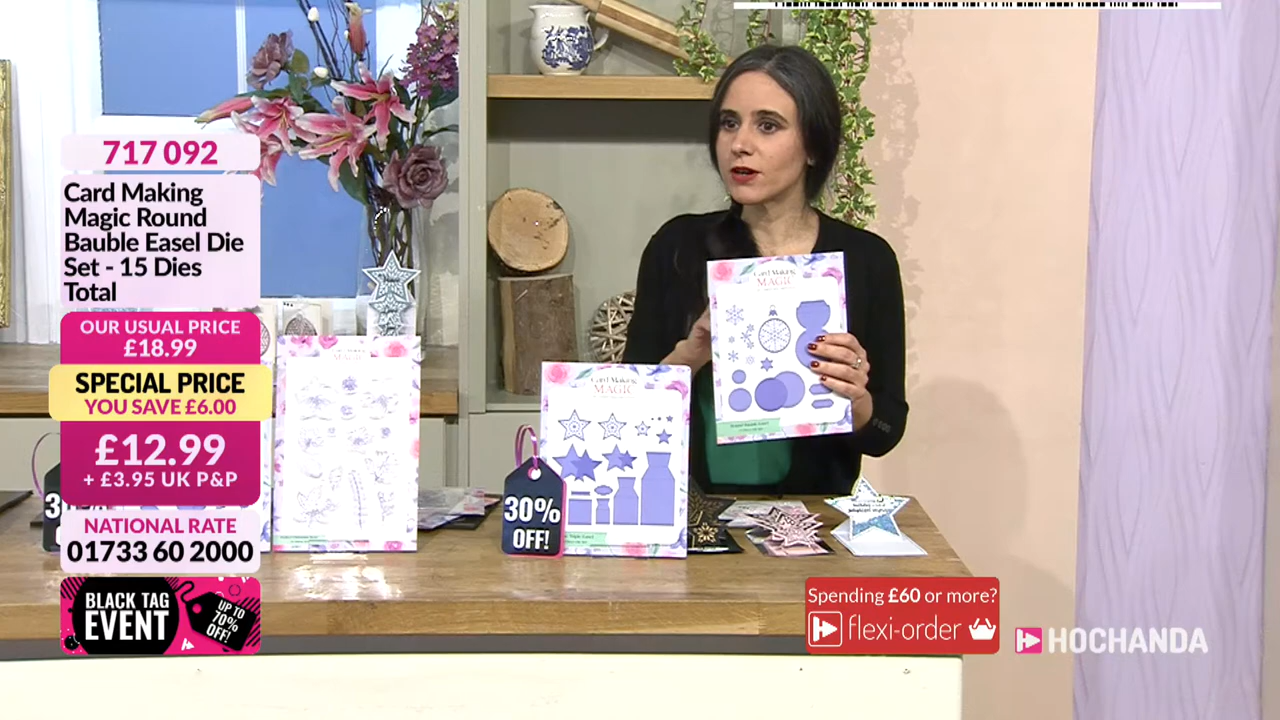 717 092
Card Making
Magic Round
Bauble Easel Die
Set - 15 Dies
Total
OUR USUAL PRICE
£18.99
SPECIAL PRICE
YOU SAVE £6.00
£12.99
+ £3.95 UK P&P
NATIONAL RATE
01733 60 2000
BLACK TAG
EVENT
UP TO
70%
OFF!
Card Making
MAGIC
Card Making
MAGIC
MAGIC
30%
OFF!
Spending £60 or more?
flexi-order
HOCHANDA